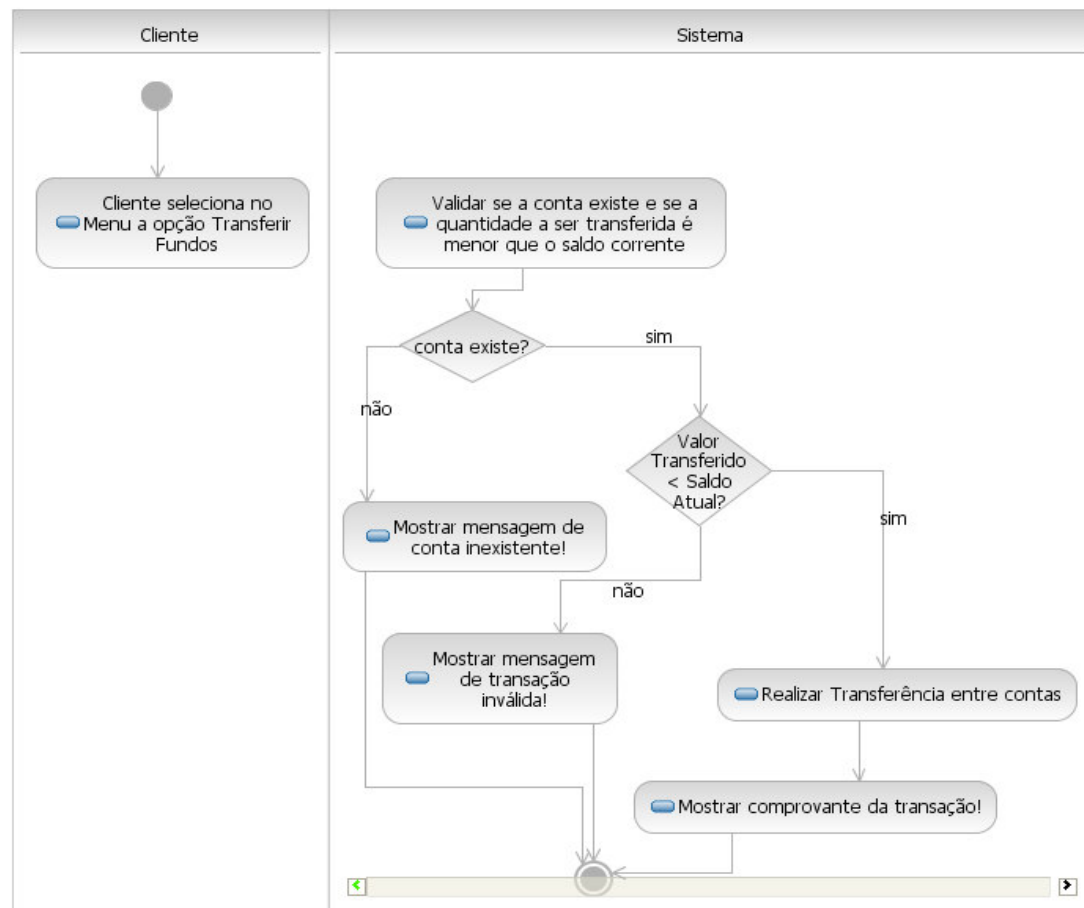 Cliente
Sistema
Cliente seleciona no
Menu a opção Transferir
Fundos
Validar se a conta existe e se a
quantidade a ser transferida é
menor que o saldo corrente
conta existe?
sim
não
Valor
Transferido
< Saldo
Atual?
sim
não
Mostrar mensagem de
conta inexistente!
Mostrar mensagem
de transação
inválida!
Realizar Transferência entre contas
Mostrar comprovante da transação!